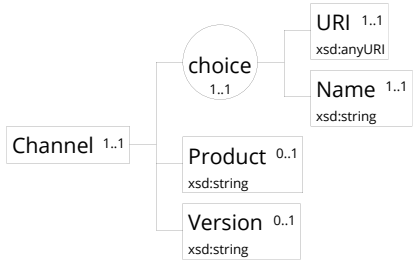 URI 1..1
xsd:anyURI
choice
1..1
Name 1..1
xsd:string
Channel 1..1
Product 0..1
xsd:string
Version 0..1
xsd:string